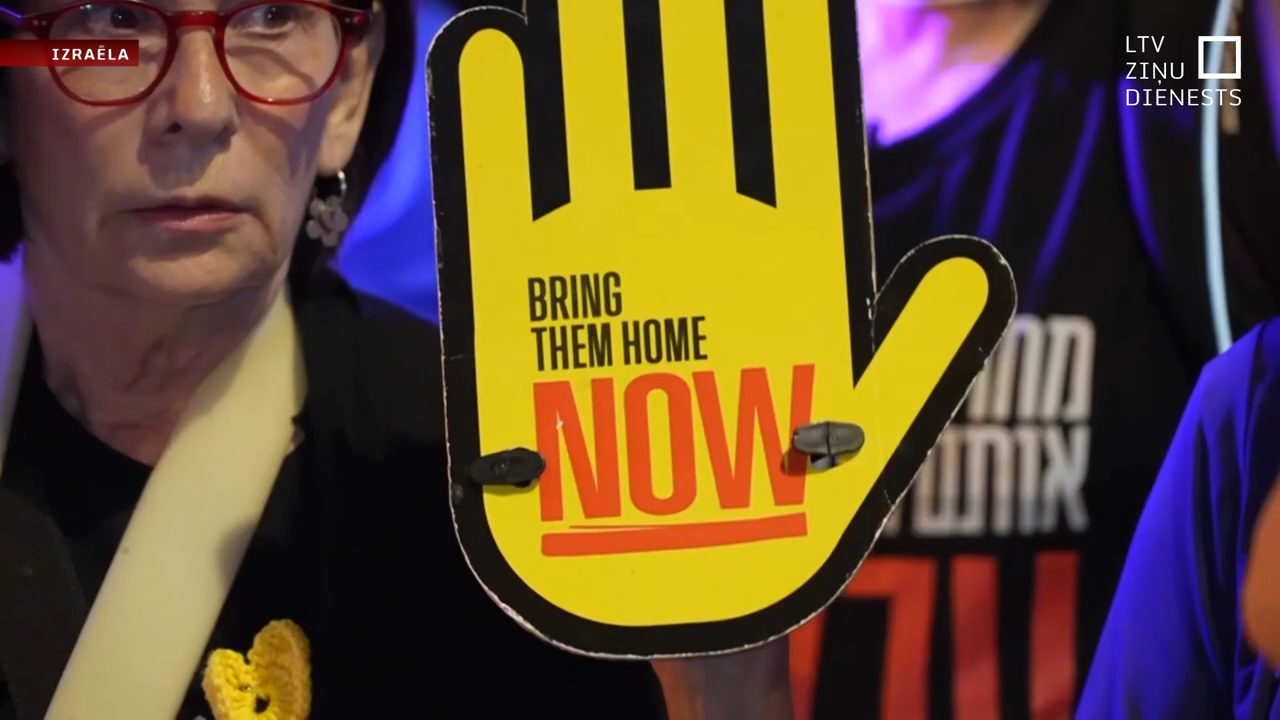 IZRAĒLA
LTV
ZIŅU
DIENESTS
BRING
THEM HOME
NOW